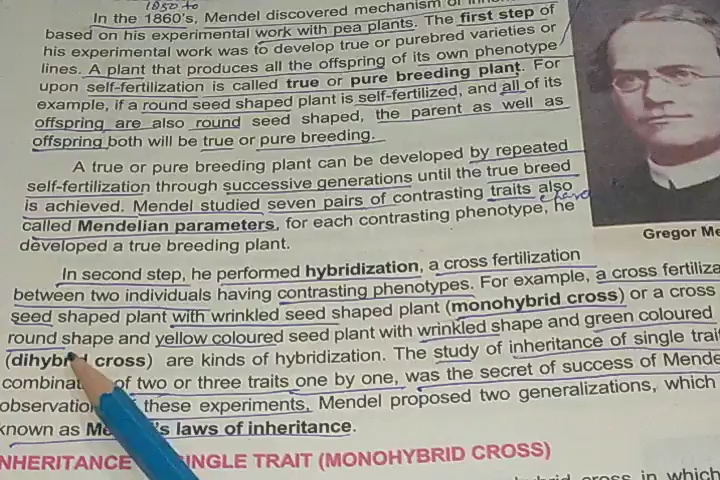 1850 to
In the 1860's, Mendel discovered mechanism of
based on his experimental work with pea plants. The first step of
his experimental work was to develop true or purebred varieties or
lines. A plant that produces all the offspring of its own phenotype
upon self-fertilization is called true or pure breeding plant. For
example, if a round seed shaped plant is self-fertilized, and all of its
offspring are also round seed shaped, the parent as well as
offspring both will be true or pure breeding.
A true or pure breeding plant can be developed by repeated
self-fertilization through successive generations until the true breed
is achieved. Mendel studied seven pairs of contrasting traits also
called Mendelian parameters, for each contrasting phenotype, he
developed a true breeding plant.
Gregor Me
In second step, he performed hybridization, a cross fertilization
between two individuals having contrasting phenotypes. For example, a cross fertiliza
seed shaped plant with wrinkled seed shaped plant (monohybrid cross) or a cross
round shape and yellow coloured seed plant with wrinkled shape and green coloured
(dihybrid cross) are kinds of hybridization. The study of inheritance of single trai
combinat of two or three traits one by one, was the secret of success of Mende
observatio these experiments, Mendel proposed two generalizations, which
known as Me 's laws of inheritance.
NHERITANCE INGLE TRAIT (MONOHYBRID CROSS)
cross in which